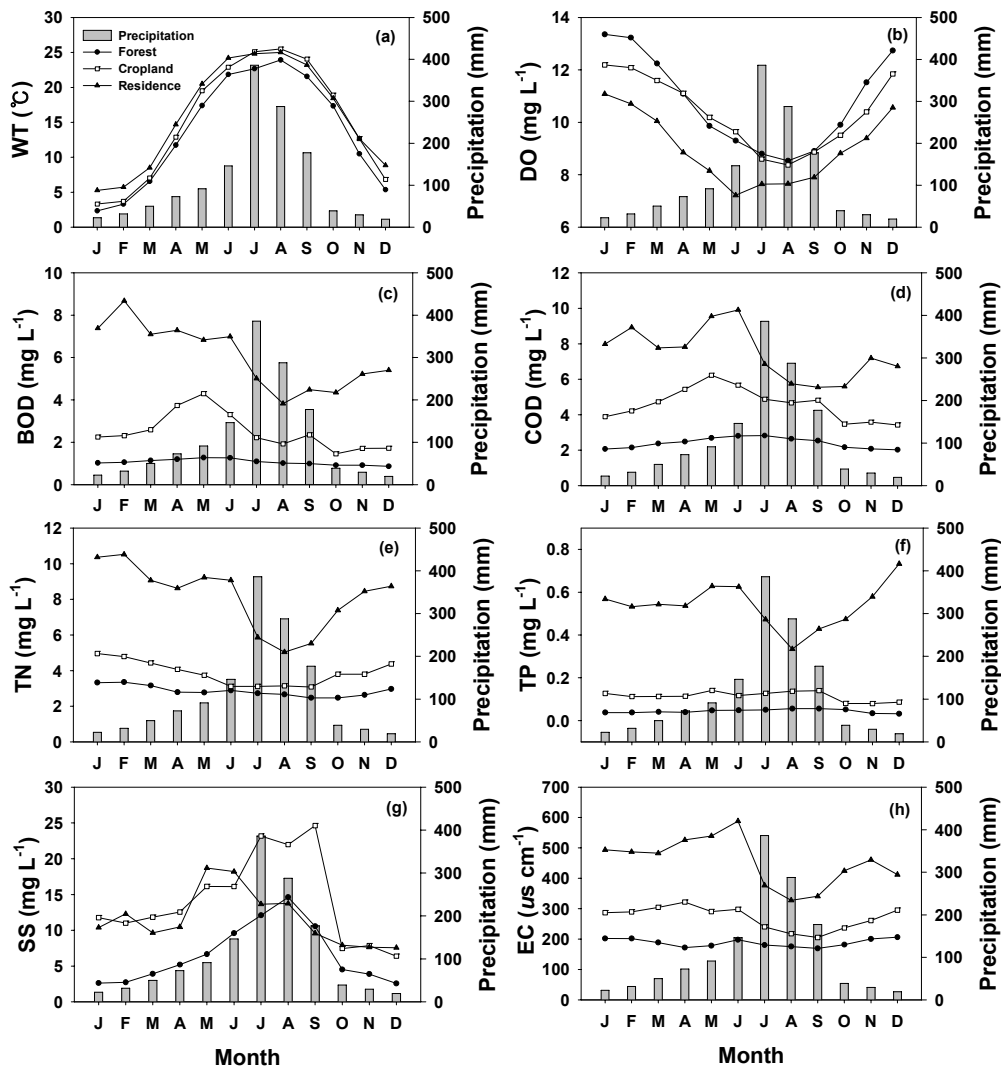 (a)
WT (℃)
30
25
20
15
10
5
0
Precipitation
Forest
Cropland
Residence
500
400
300
200
100
0
Precipitation (mm)
J F M A M J J A S O N D
(b)
DO (mg L-1)
14
12
10
8
6
500
400
300
200
100
0
Precipitation (mm)
J F M A M J J A S O N D
(c)
BOD (mg L-1)
10
8
6
4
2
0
500
400
300
200
100
0
Precipitation (mm)
J F M A M J J A S O N D
(d)
COD (mg L-1)
12
10
8
6
4
2
0
500
400
300
200
100
0
Precipitation (mm)
J F M A M J J A S O N D
(e)
TN (mg L-1)
12
10
8
6
4
2
0
500
400
300
200
100
0
Precipitation (mm)
J F M A M J J A S O N D
(f)
TP (mg L-1)
0.8
0.6
0.4
0.2
0.0
500
400
300
200
100
0
Precipitation (mm)
J F M A M J J A S O N D
(g)
SS (mg L-1)
30
25
20
15
10
5
0
500
400
300
200
100
0
Precipitation (mm)
J F M A M J J A S O N D
Month
(h)
EC (us cm-1)
700
600
500
400
300
200
100
0
500
400
300
200
100
0
Precipitation (mm)
J F M A M J J A S O N D
Month